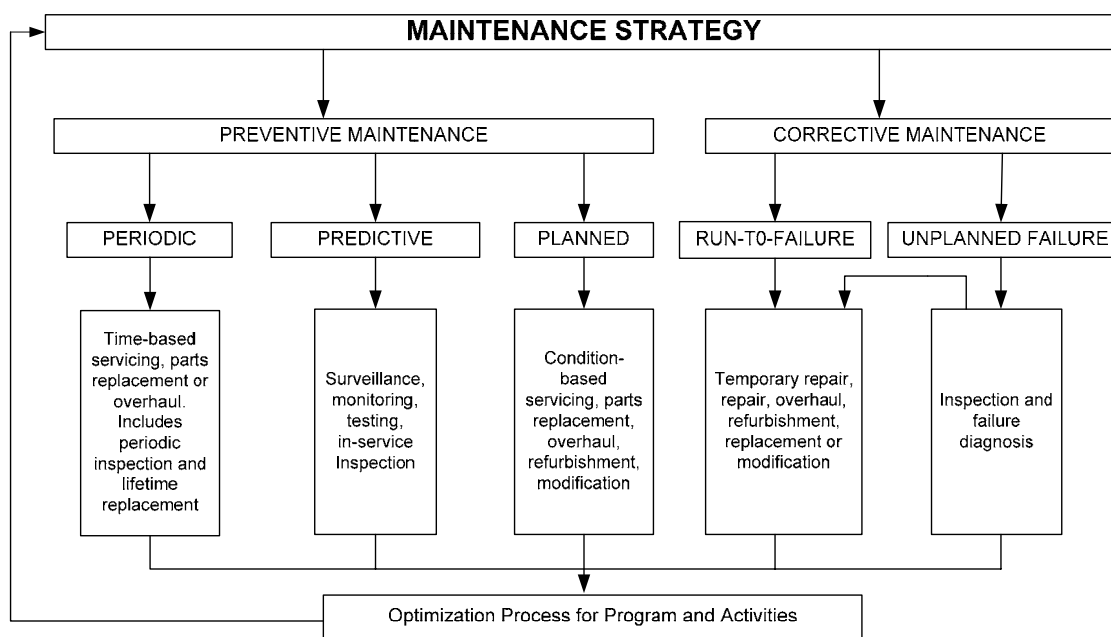 MAINTENANCE STRATEGY
PREVENTIVE MAINTENANCE
CORRECTIVE MAINTENANCE
PERIODIC
PREDICTIVE
PLANNED
RUN-T0-FAILURE
UNPLANNED FAILURE
Time-based
servicing, parts
replacement or
overhaul.
Includes
periodic
inspection and
lifetime
replacement
Surveillance,
monitoring,
testing,
in-service
Inspection
Condition-
based
servicing, parts
replacement,
overhaul,
refurbishment,
modification
Temporary repair,
repair, overhaul,
refurbishment,
replacement or
modification
Inspection and
failure
diagnosis
Optimization Process for Program and Activities